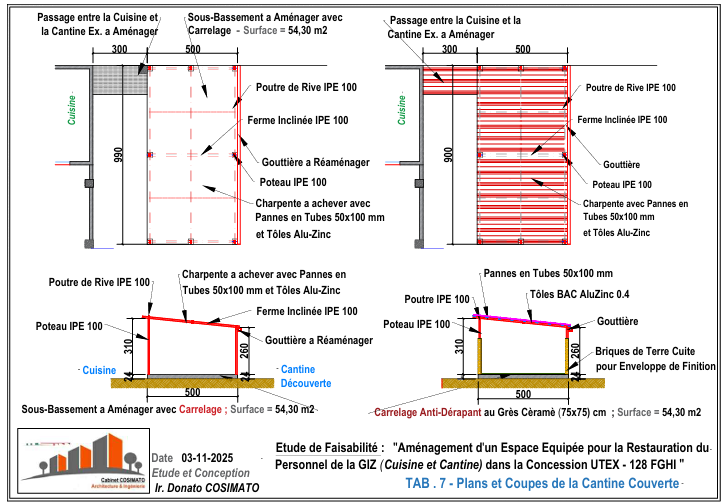 Passage entre la Cuisine et
la Cantine Ex. a Aménager
Sous-Bassement a Aménager avec
Carrelage - Surface = 54,30 m2
300
500
Cuisine
990
Poutre de Rive IPE 100
Ferme Inclinée IPE 100
Gouttière a Réaménager
Poteau IPE 100
Charpente a achever avec
Pannes en Tubes 50x100 mm
et Tôles Alu-Zinc
Passage entre la Cuisine et la
Cantine Ex. a Aménager
300
500
Cuisine
900
Poutre de Rive IPE 100
Ferme Inclinée IPE 100
Gouttière
Poteau IPE 100
Charpente avec Pannes en
Tubes 50x100 mm
et Tôles Alu-Zinc
Poutre de Rive IPE 100
Charpente a achever avec Pannes en
Tubes 50x100 mm et Tôles Alu-Zinc
Ferme Inclinée IPE 100
Poteau IPE 100
Gouttière a Réaménager
310
260
24
24
- Cuisine
- Cantine
Découverte
500
Sous-Bassement a Aménager avec Carrelage ; Surface = 54,30 m2
Pannes en Tubes 50x100 mm
Tôles BAC AluZinc 0.4
Poutre IPE 100
Poteau IPE 100
Gouttière
310
260
24
24
Briques de Terre Cuite
pour Enveloppe de Finition
500
Carrelage Anti-Dérapant au Grès Cèramè (75x75) cm ; Surface = 54,30 m2
Cabinet COSIMATO
Architecture & Ingénierie
Date 03-11-2025
Etude et Conception
Ir. Donato COSIMATO
Etude de Faisabilité : "Aménagement d'un Espace Equipée pour la Restauration du
Personnel de la GIZ (Cuisine et Cantine) dans la Concession UTEX - 128 FGHI "
TAB . 7 - Plans et Coupes de la Cantine Couverte